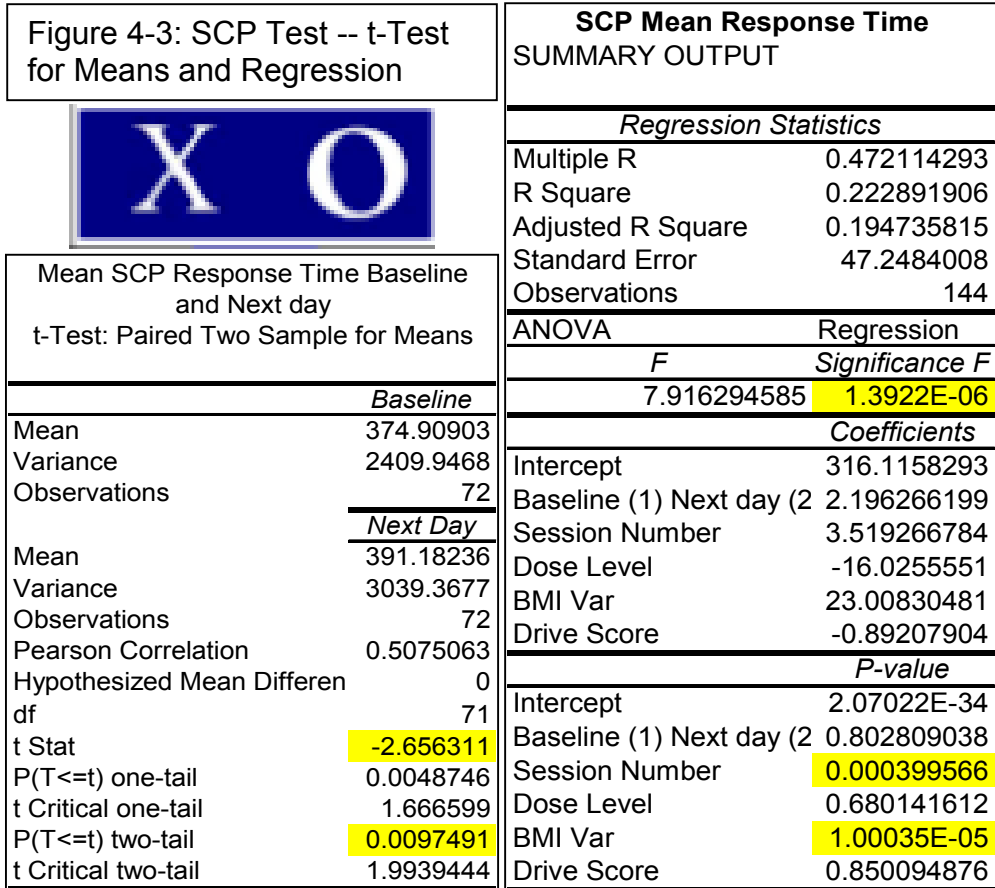 Figure 4-3: SCP Test -- t-Test
for Means and Regression
X O
Mean SCP Response Time Baseline
and Next day
t-Test: Paired Two Sample for Means
Baseline
Mean 374.90903
Variance 2409.9468
Observations 72
Next Day
Mean 391.18236
Variance 3039.3677
Observations 72
Pearson Correlation 0.5075063
Hypothesized Mean Differen 0
df 71
t Stat -2.656311
P(T<=t) one-tail 0.0048746
t Critical one-tail 1.666599
P(T<=t) two-tail 0.0097491
t Critical two-tail 1.9939444
SCP Mean Response Time
SUMMARY OUTPUT
Regression Statistics
Multiple R 0.472114293
R Square 0.222891906
Adjusted R Square 0.194735815
Standard Error 47.2484008
Observations 144
ANOVA Regression
F Significance F
7.916294585 1.3922E-06
Coefficients
Intercept 316.1158293
Baseline (1) Next day (2 2.196266199
Session Number 3.519266784
Dose Level -16.0255551
BMI Var 23.00830481
Drive Score -0.89207904
P-value
Intercept 2.07022E-34
Baseline (1) Next day (2 0.802809038
Session Number 0.000399566
Dose Level 0.680141612
BMI Var 1.00035E-05
Drive Score 0.850094876